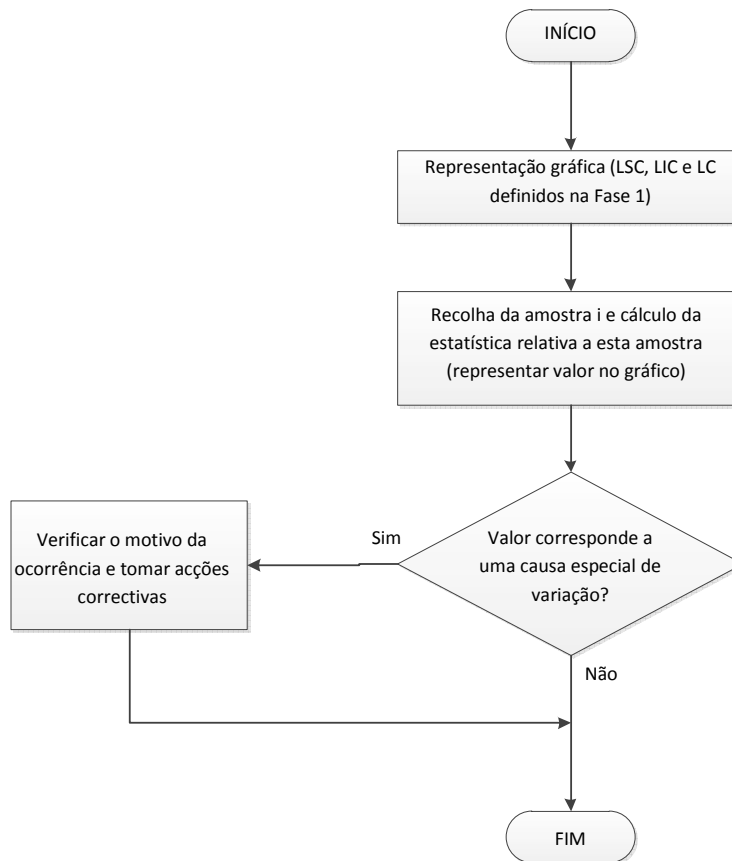 INÍCIO
Representação gráfica (LSC, LIC e LC
definidos na Fase 1)
Recolha da amostra i e cálculo da
estatística relativa a esta amostra
(representar valor no gráfico)
Valor corresponde a
uma causa especial de
variação?
Sim
Verificar o motivo da
ocorrência e tomar acções
correctivas
Não
FIM